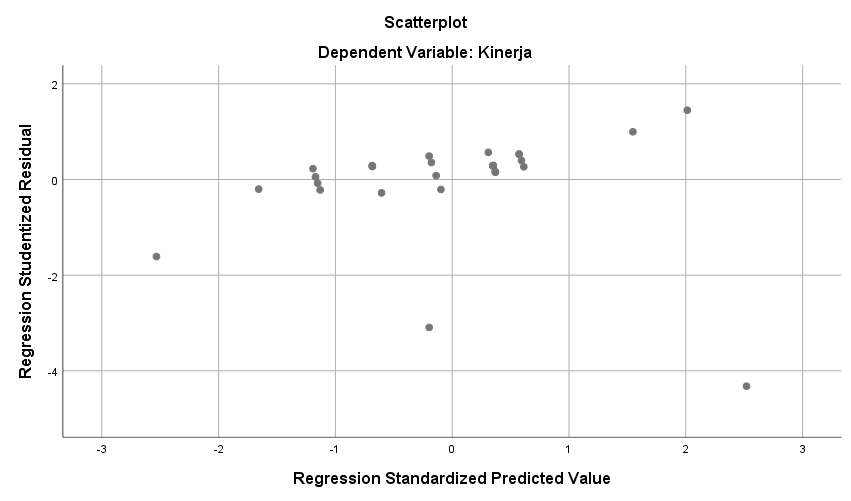 Scatterplot
Dependent Variable: Kinerja
Regression Studentized Residual
2
0
-2
-4
-3
-2
-1
0
1
2
3
Regression Standardized Predicted Value